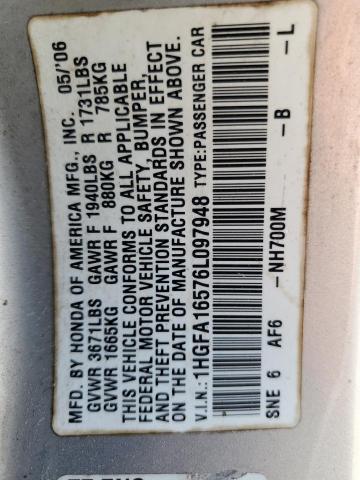 MFD. BY HONDA OF AMERICA MFG., INC. 05/'06
GVWR 3671LBS GAWR F 1940LBS R 1731LBS
GVWR 1665KG GAWR F 880KG R 785KG
THIS VEHICLE CONFORMS TO ALL APPLICABLE
FEDERAL MOTOR VEHICLE SAFETY, BUMPER,
AND THEFT PREVENTION STANDARDS IN EFFECT
ON THE DATE OF MANUFACTURE SHOWN ABOVE.
V.I.N.:1HGFA16576L097948 TYPE:PASSENGER CAR
SNE 6 AF6 -NH700M -B -L